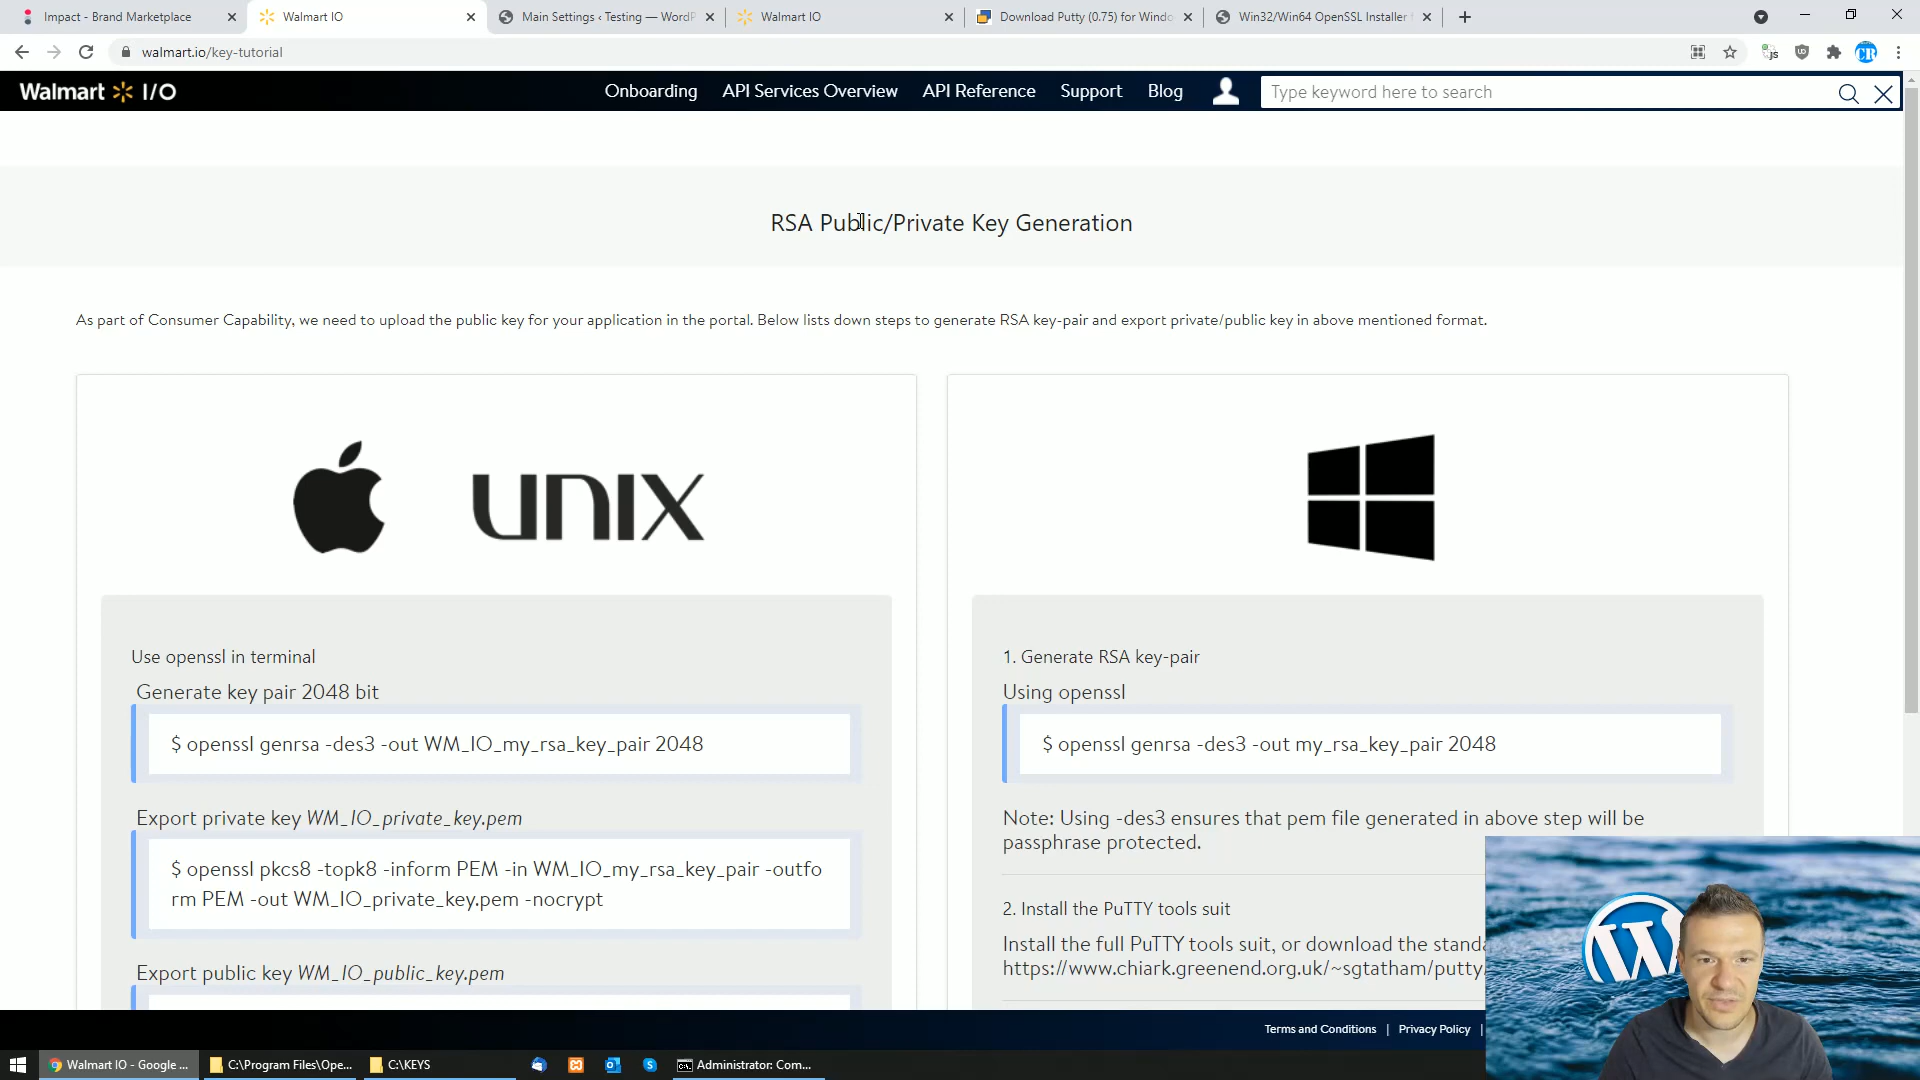 Impact - Brand Marketplace
Walmart IO
Main Settings ‹ Testing — WordP
Walmart IO
Download Putty (0.75) for Windo
Win32/Win64 OpenSSL Installer
walmart.io/key-tutorial
Walmart I/O
Onboarding
API Services Overview
API Reference
Support
Blog
Type keyword here to search
RSA Public/Private Key Generation
As part of Consumer Capability, we need to upload the public key for your application in the portal. Below lists down steps to generate RSA key-pair and export private/public key in above mentioned format.
UNIX
Use openssl in terminal
Generate key pair 2048 bit
$ openssl genrsa -des3 -out WM_IO_my_rsa_key_pair 2048
Export private key WM_IO_private_key.pem
$ openssl pkcs8 -topk8 -inform PEM -in WM_IO_my_rsa_key_pair -outfo
rm PEM -out WM_IO_private_key.pem -nocrypt
Export public key WM_IO_public_key.pem
1. Generate RSA key-pair
Using openssl
$ openssl genrsa -des3 -out my_rsa_key_pair 2048
Note: Using -des3 ensures that pem file generated in above step will be
passphrase protected.
2. Install the PuTTY tools suit
Install the full PuTTY tools suit, or download the standa
https://www.chiark.greenend.org.uk/~sgtatham/putty/
Terms and Conditions | Privacy Policy |
Walmart IO - Google ...
C:\Program Files\Ope...
C:\KEYS
Administrator: Com...